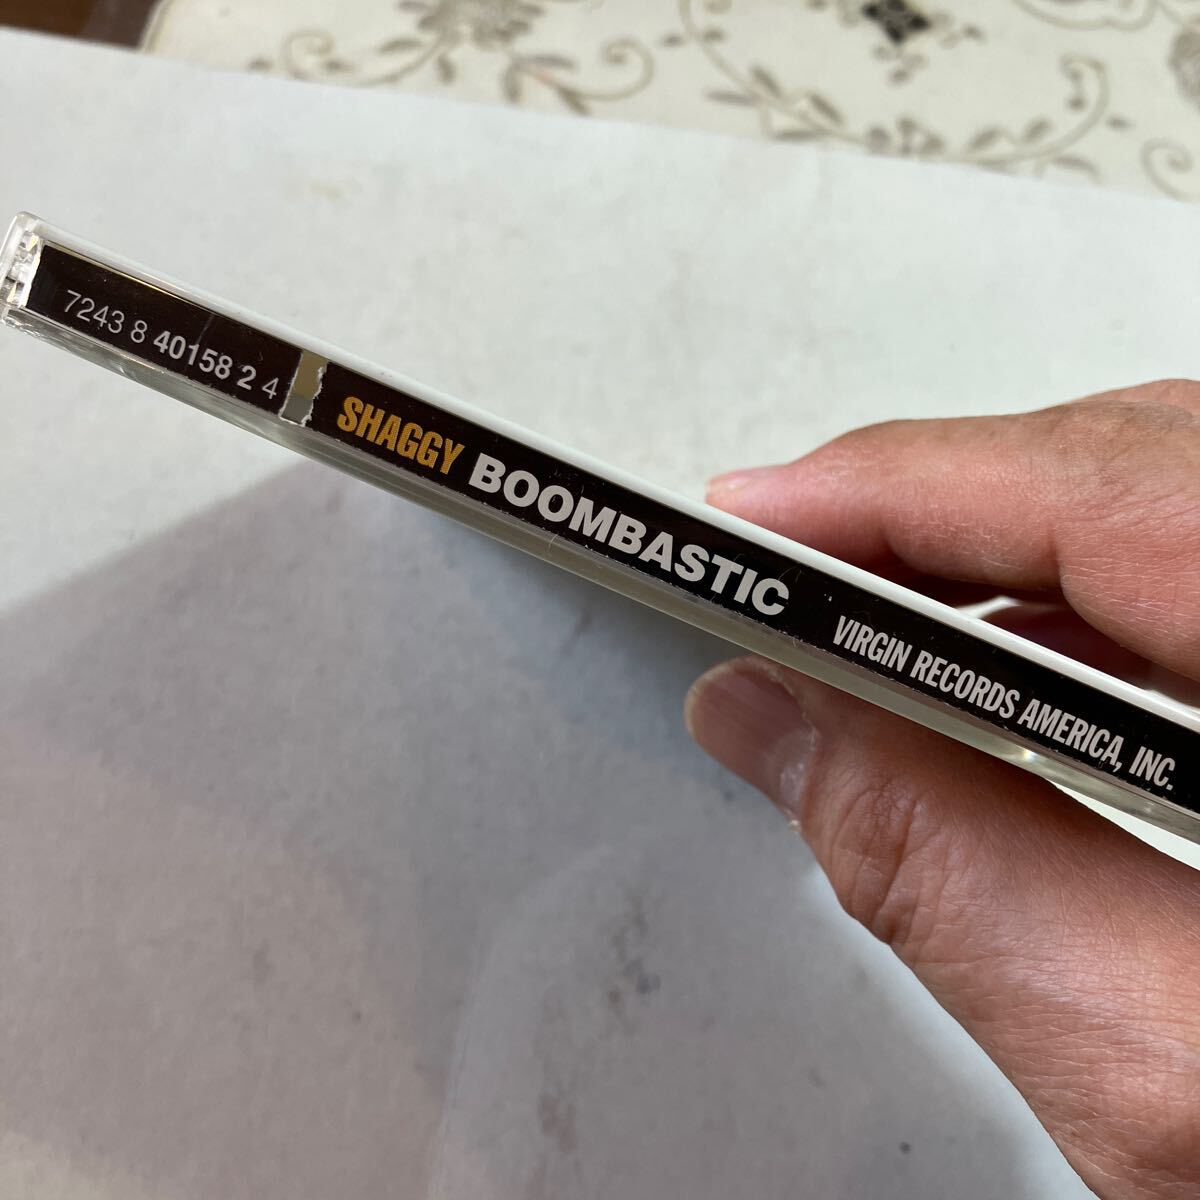 7243 8 40158 2 4 SHAGGY BOOMBASTIC VIRGIN RECORDS AMERICA, INC.